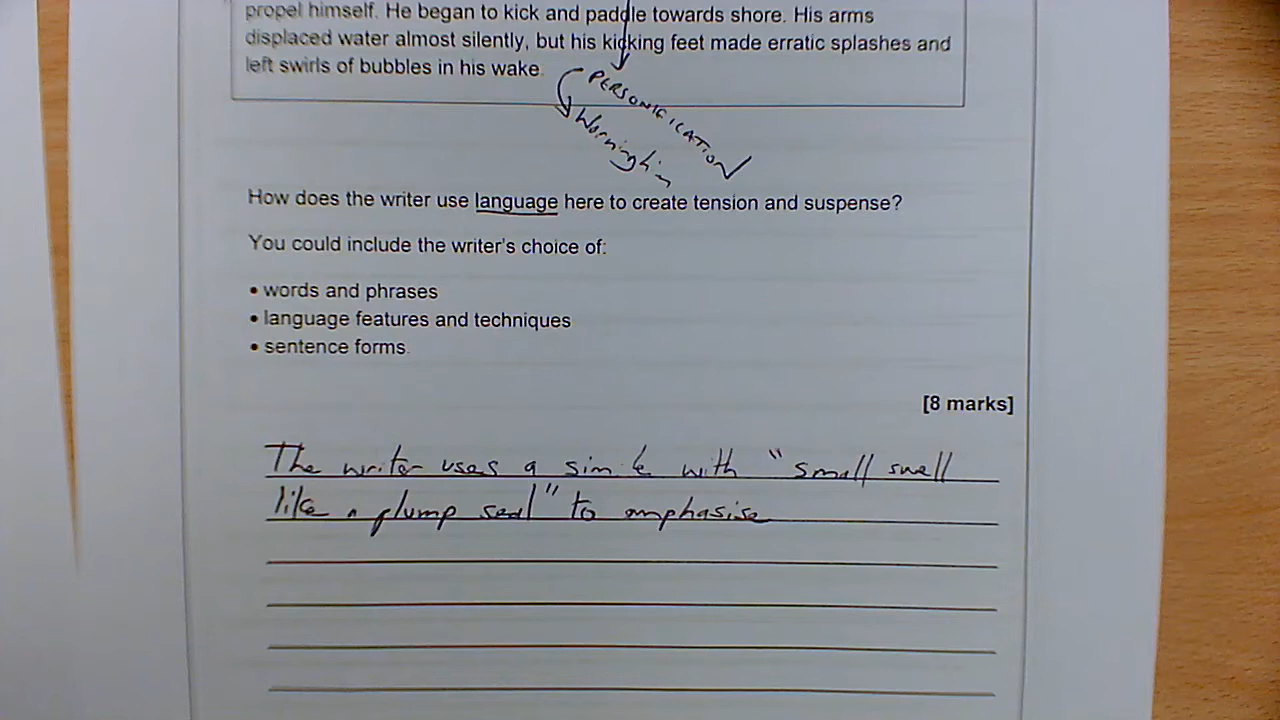 propel himself. He began to kick and paddle towards shore. His arms
displaced water almost silently, but his kicking feet made erratic splashes and
left swirls of bubbles in his wake.
PERSONIFICATION
Warning him
How does the writer use language here to create tension and suspense?
You could include the writer's choice of:
• words and phrases
• language features and techniques
• sentence forms.
[8 marks]
The writer uses a simile with "small swell
like a plump seal" to emphasise